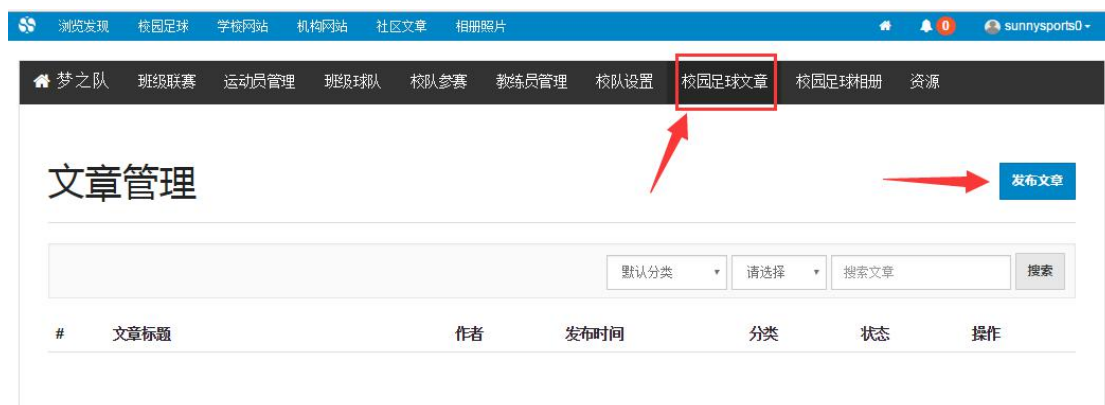 浏览发现 校园足球 学校网站 机构网站 社区文章 相册照片 0 sunnysports0
梦之队 班级联赛 运动员管理 班级球队 校队参赛 教练员管理 校队设置 校园足球文章 校园足球相册 资源
文章管理 发布文章
默认分类 请选择 搜索文章 搜索
# 文章标题 作者 发布时间 分类 状态 操作